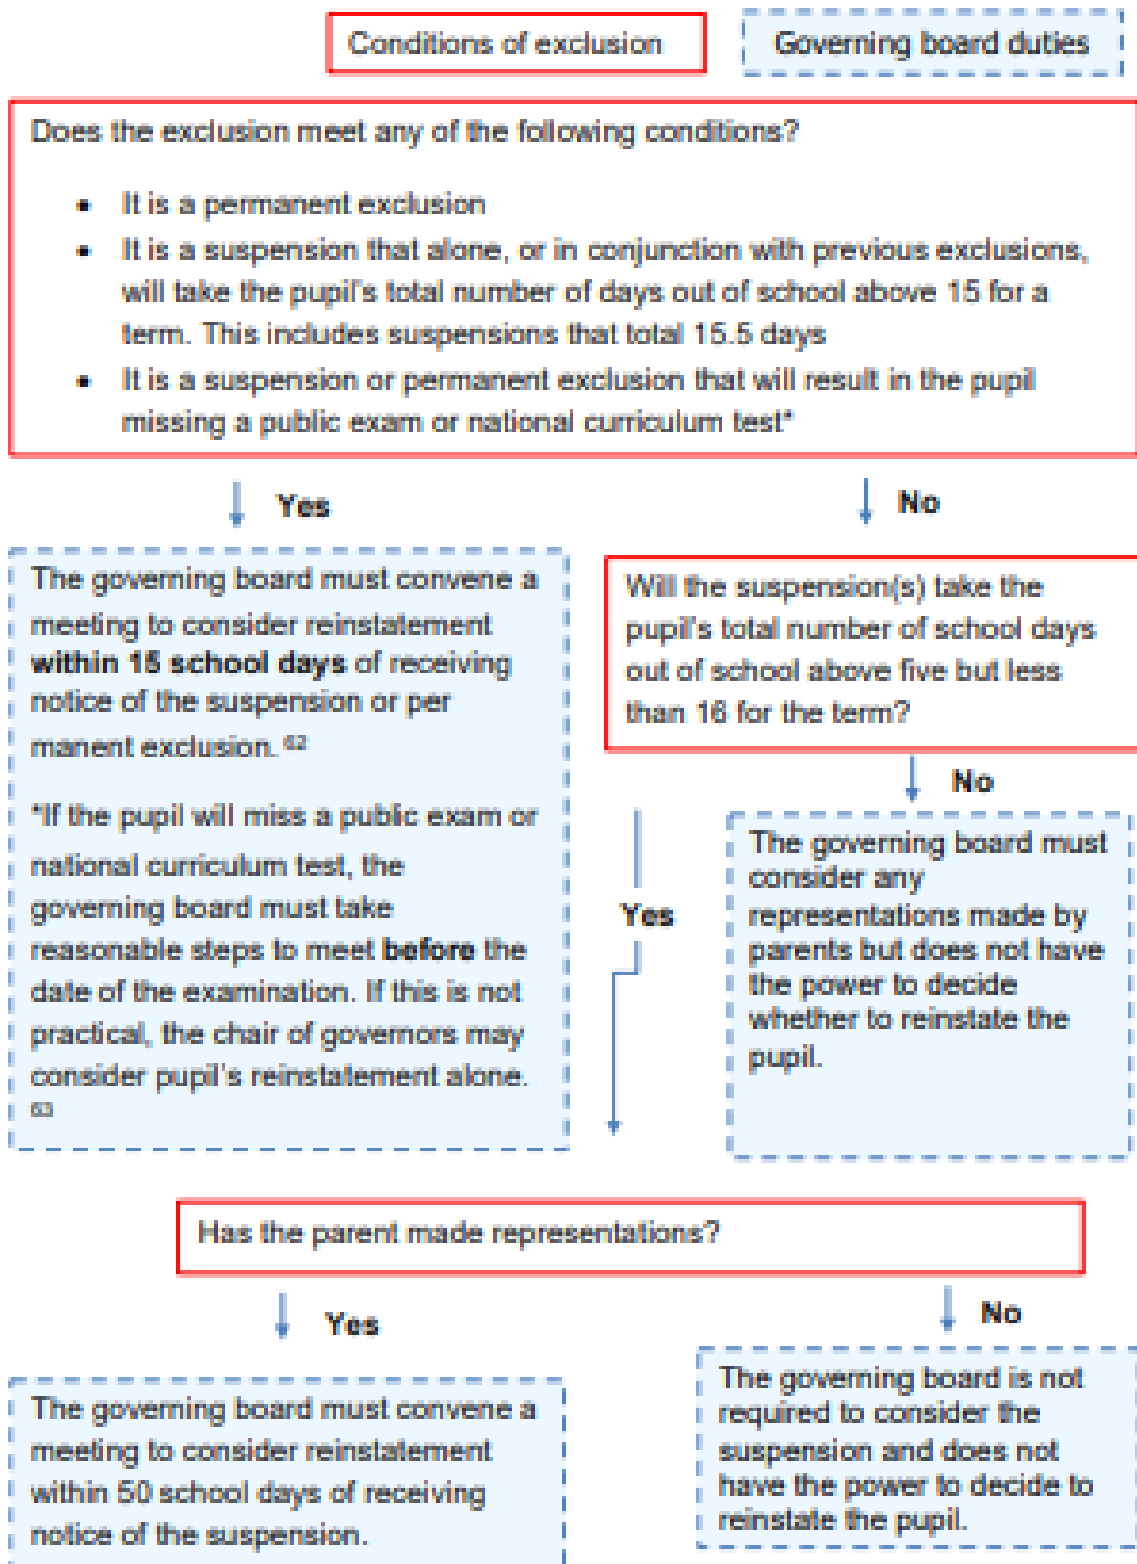 Conditions of exclusion
Governing board duties
Does the exclusion meet any of the following conditions?
• It is a permanent exclusion
• It is a suspension that alone, or in conjunction with previous exclusions,
will take the pupil's total number of days out of school above 15 for a
term. This includes suspensions that total 15.5 days
• It is a suspension or permanent exclusion that will result in the pupil
missing a public exam or national curriculum test*
Yes
No
The governing board must convene a
meeting to consider reinstatement
within 15 school days of receiving
notice of the suspension or per
manent exclusion. 62
*If the pupil will miss a public exam or
national curriculum test, the
governing board must take
reasonable steps to meet before the
date of the examination. If this is not
practical, the chair of governors may
consider pupil's reinstatement alone.
63
Will the suspension(s) take the
pupil's total number of school days
out of school above five but less
than 16 for the term?
No
Yes
The governing board must
consider any
representations made by
parents but does not have
the power to decide
whether to reinstate the
pupil.
Has the parent made representations?
Yes
No
The governing board must convene a
meeting to consider reinstatement
within 50 school days of receiving
notice of the suspension.
The governing board is not
required to consider the
suspension and does not
have the power to decide to
reinstate the pupil.